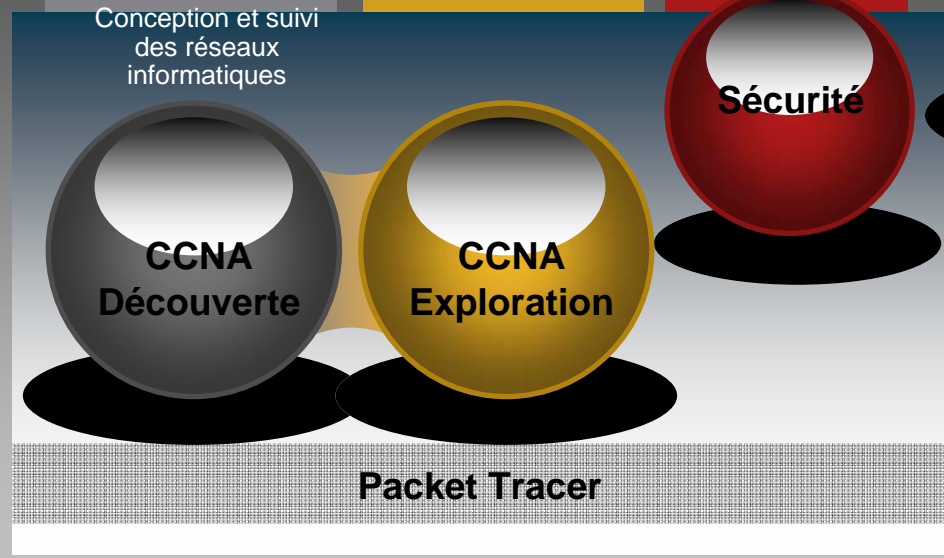 Conception et suivi
des réseaux
informatiques
Sécurité
CCNA
Découverte
CCNA
Exploration
Packet Tracer